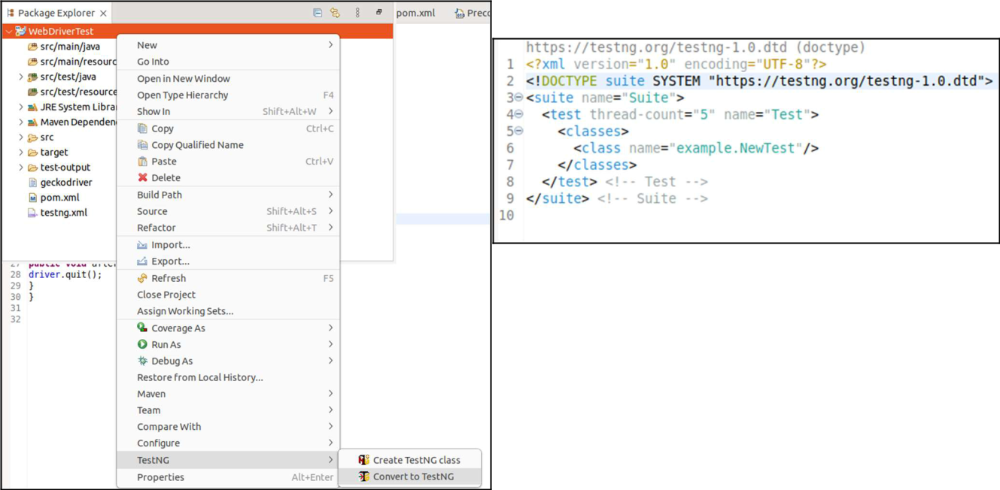 Package Explorer
pom.xml
WebDriverTest
src/main/java
src/main/resourc
src/test/java
src/test/resource
JRE System Librar
Maven Dependen
src
target
test-output
geckodriver
pom.xml
testng.xml
27 public void
28 driver.quit();
29 }
30 }
31
32
New
Go Into
Open in New Window
Open Type Hierarchy F4
Show In Shift+Alt+W
Copy Ctrl+C
Copy Qualified Name
Paste Ctrl+V
Delete
Build Path
Source Shift+Alt+S
Refactor Shift+Alt+T
Import...
Export...
Refresh F5
Close Project
Assign Working Sets...
Coverage As
Run As
Debug As
Restore from Local History...
Maven
Team
Compare With
Configure
TestNG
Properties Alt+Enter
Create TestNG class
Convert to TestNG
https://testng.org/testng-1.0.dtd (doctype)
1 <?xml version="1.0" encoding="UTF-8"?>
2 <!DOCTYPE suite SYSTEM "https://testng.org/testng-1.0.dtd">
3 <suite name="Suite">
4 <test thread-count="5" name="Test">
5 <classes>
6 <class name="example.NewTest"/>
7 </classes>
8 </test> <!-- Test -->
9 </suite> <!-- Suite -->
10